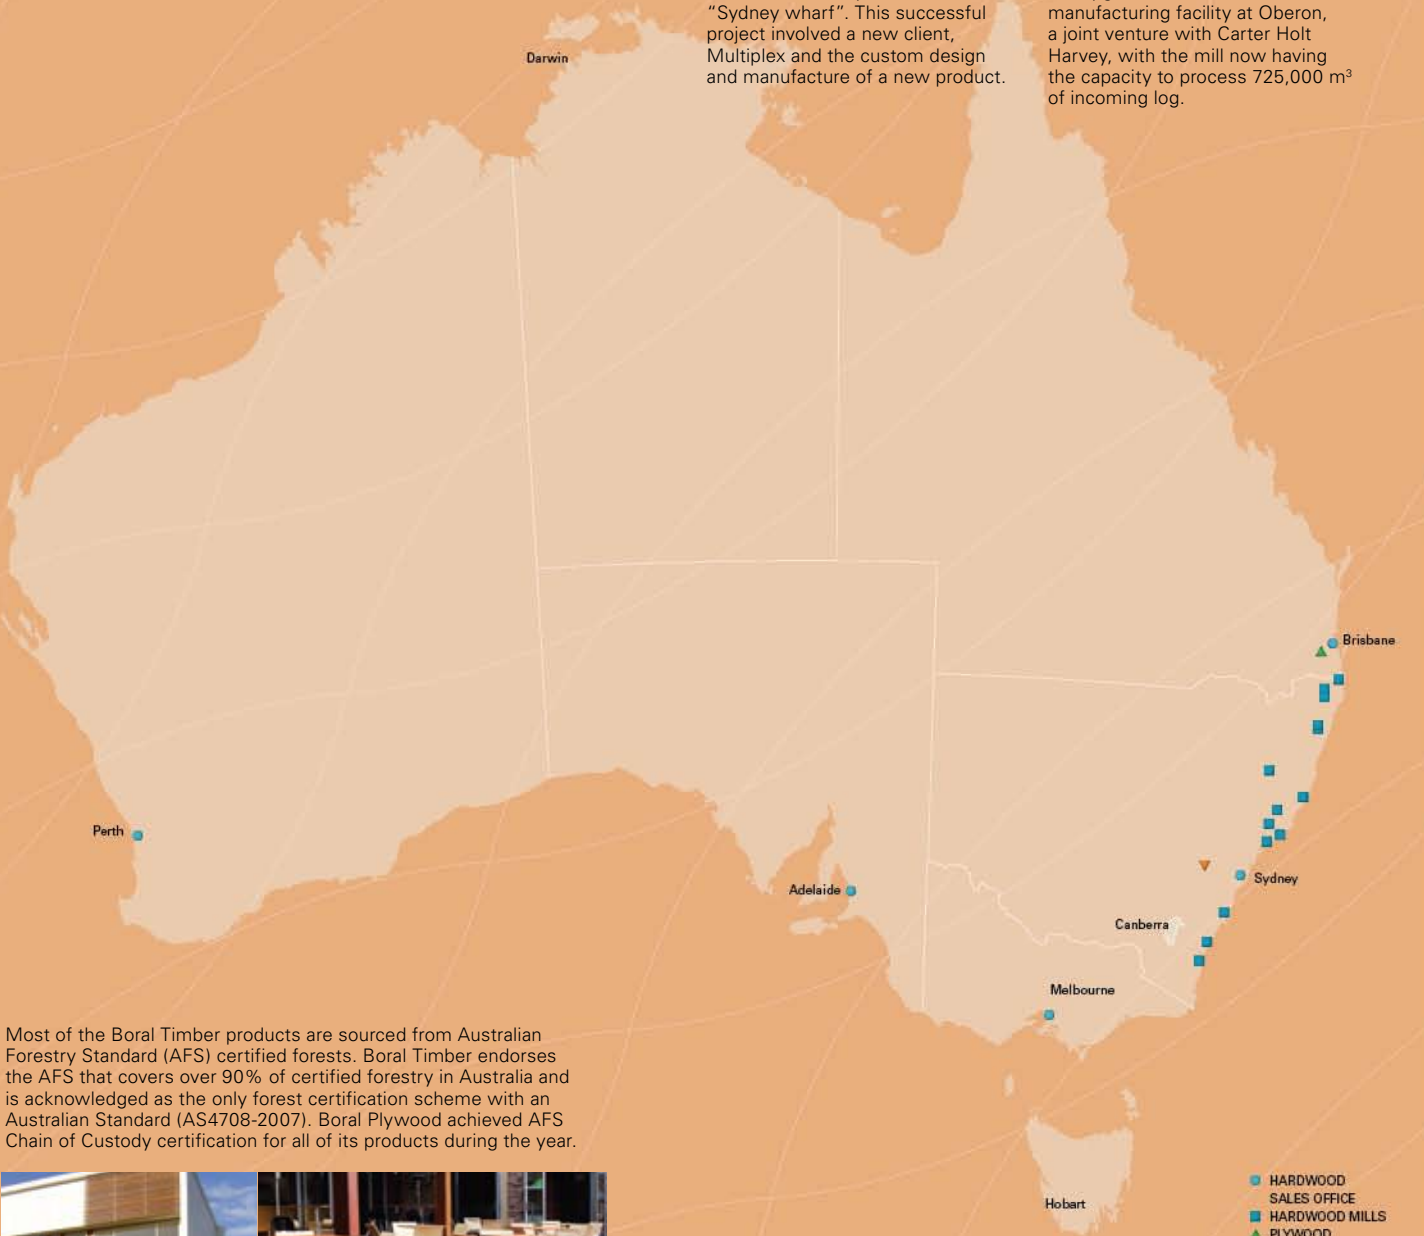 “Sydney wharf”. This successful
project involved a new client,
Multiplex and the custom design
and manufacture of a new product.
manufacturing facility at Oberon,
a joint venture with Carter Holt
Harvey, with the mill now having
the capacity to process 725,000 m³
of incoming log.
Darwin
Brisbane
Perth
Adelaide
Sydney
Canberra
Melbourne
Most of the Boral Timber products are sourced from Australian
Forestry Standard (AFS) certified forests. Boral Timber endorses
the AFS that covers over 90% of certified forestry in Australia and
is acknowledged as the only forest certification scheme with an
Australian Standard (AS4708-2007). Boral Plywood achieved AFS
Chain of Custody certification for all of its products during the year.
Hobart
HARDWOOD
SALES OFFICE
HARDWOOD MILLS
PLYWOOD